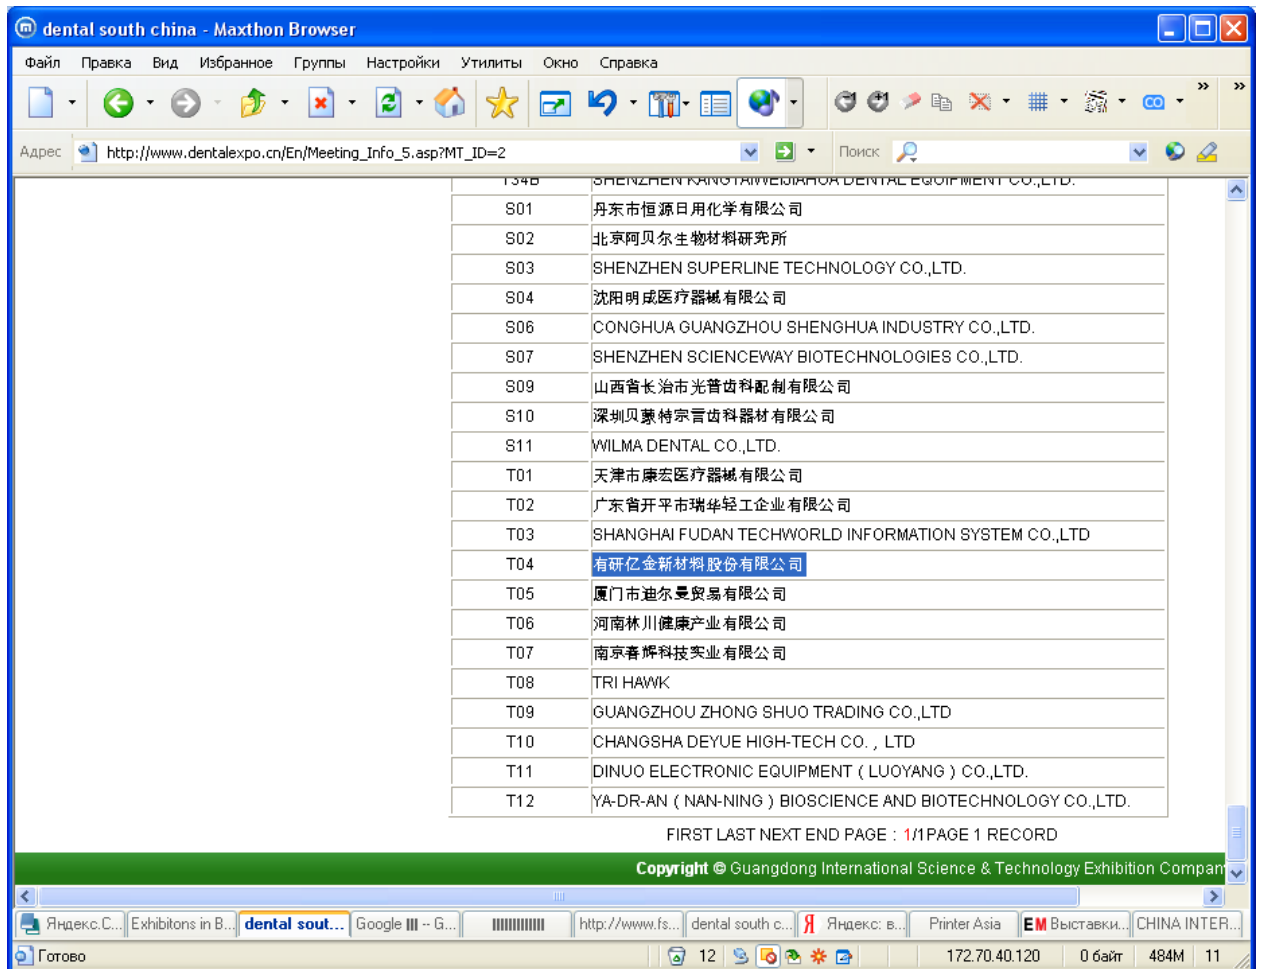 dental south china - Maxthon Browser
Файл Правка Вид Избранное Группы Настройки Утилиты Окно Справка
Адрес http://www.dentalexpo.cn/En/Meeting_Info_5.asp?MT_ID=2 Поиск
T34B SHENZHEN KANGTAIWEIJIAHUA DENTAL EQUIPMENT CO.,LTD.
S01 丹东市恒源日用化学有限公司
S02 北京阿贝尔生物材料研究所
S03 SHENZHEN SUPERLINE TECHNOLOGY CO.,LTD.
S04 沈阳明成医疗器械有限公司
S06 CONGHUA GUANGZHOU SHENGHUA INDUSTRY CO.,LTD.
S07 SHENZHEN SCIENCEWAY BIOTECHNOLOGIES CO.,LTD.
S09 山西省长治市光普齿科配制有限公司
S10 深圳贝蒙特宗言齿科器材有限公司
S11 WILMA DENTAL CO.,LTD.
T01 天津市康宏医疗器械有限公司
T02 广东省开平市瑞华轻工企业有限公司
T03 SHANGHAI FUDAN TECHWORLD INFORMATION SYSTEM CO.,LTD
T04 有研亿金新材料股份有限公司
T05 厦门市迪尔曼贸易有限公司
T06 河南林川健康产业有限公司
T07 南京春辉科技实业有限公司
T08 TRI HAWK
T09 GUANGZHOU ZHONG SHUO TRADING CO.,LTD
T10 CHANGSHA DEYUE HIGH-TECH CO. , LTD
T11 DINUO ELECTRONIC EQUIPMENT ( LUOYANG ) CO.,LTD.
T12 YA-DR-AN ( NAN-NING ) BIOSCIENCE AND BIOTECHNOLOGY CO.,LTD.
FIRST LAST NEXT END PAGE : 1/1PAGE 1 RECORD
Copyright © Guangdong International Science & Technology Exhibition Compan
Яндекс.С... Exhibitons in B... dental sout... Google -- G... http://www.fs... dental south c... Яндекс: в... Printer Asia EM Выставки... CHINA INTER...
Готово 12 172.70.40.120 0 байт 484M 11